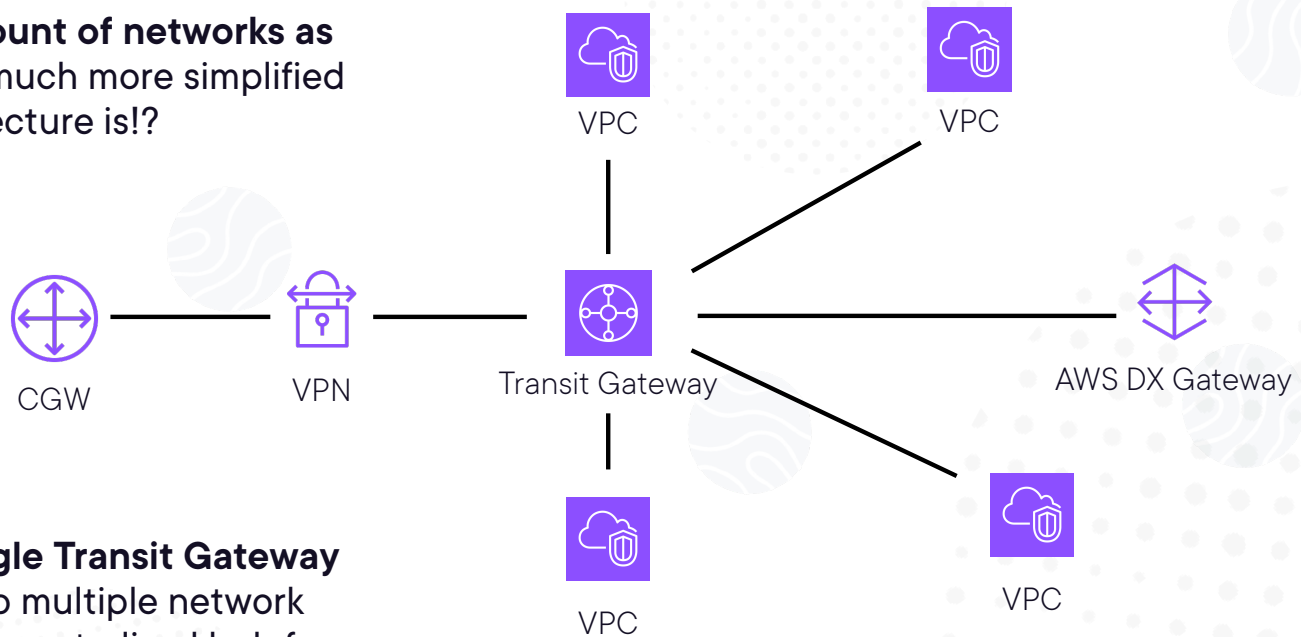 ount of networks as
much more simplified
ecture is!?
VPC
VPC
CGW
VPN
Transit Gateway
AWS DX Gateway
gle Transit Gateway
o multiple network
VPC
VPC